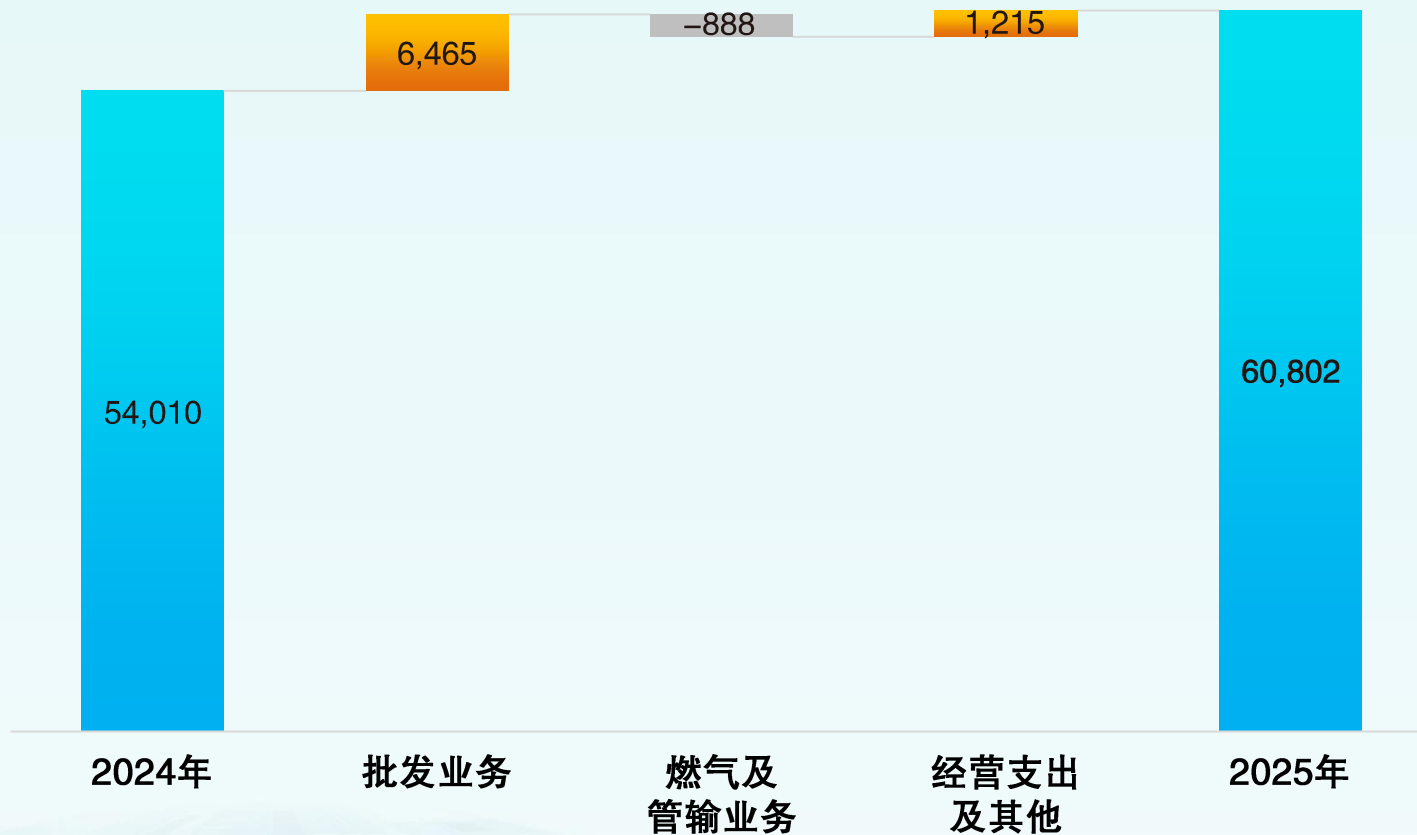 6,465
–888
1,215
54,010
60,802
2024年
批发业务
燃气及
管输业务
经营支出
及其他
2025年